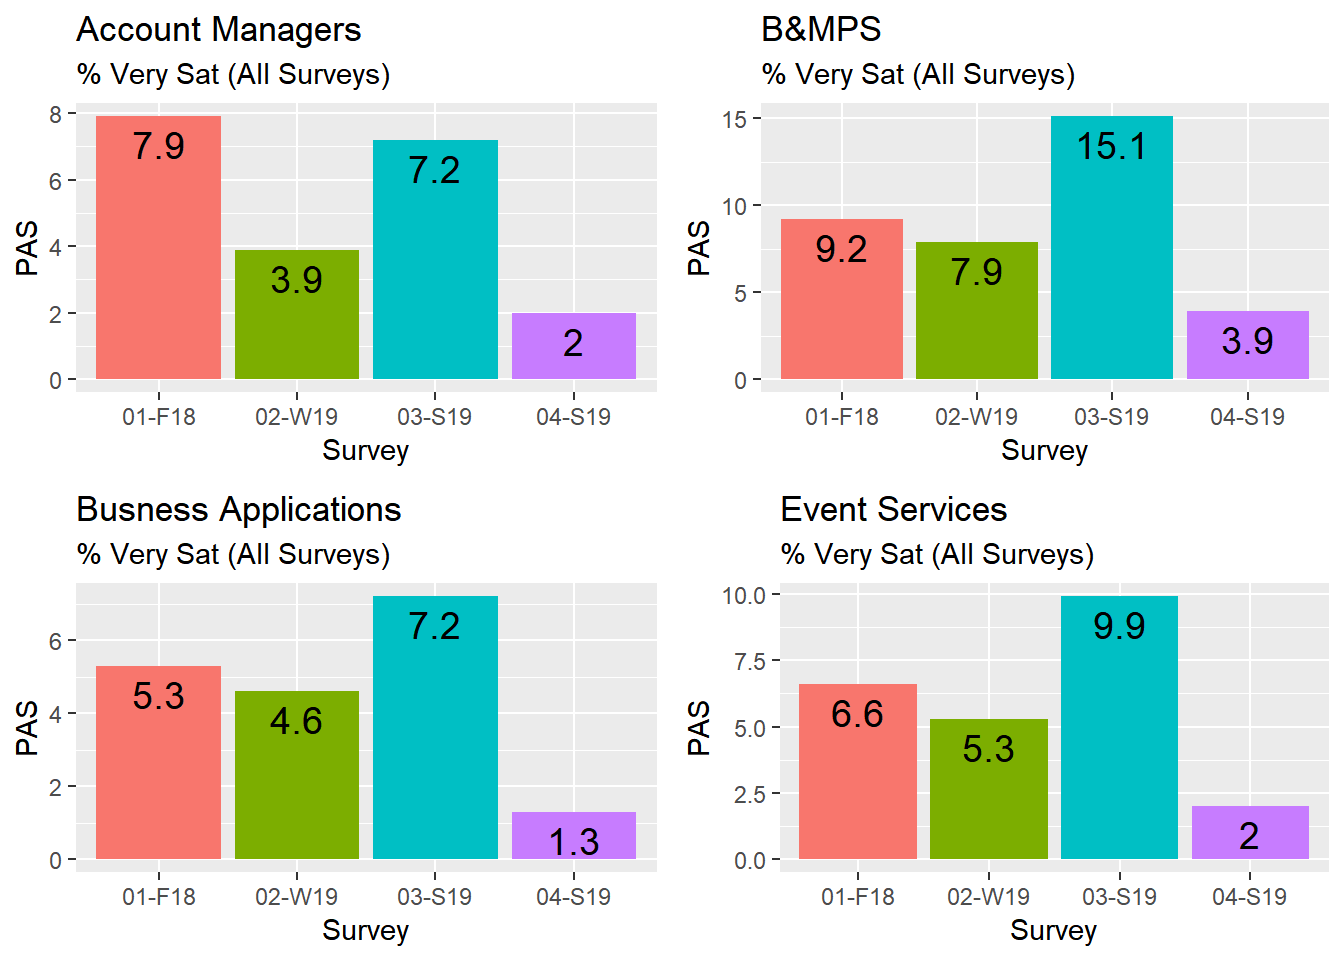 Account Managers
% Very Sat (All Surveys)
8
6
4
2
0
PAS
7.9
3.9
7.2
2
01-F18 02-W19 03-S19 04-S19
Survey
B&MPS
% Very Sat (All Surveys)
15
10
5
0
PAS
9.2
7.9
15.1
3.9
01-F18 02-W19 03-S19 04-S19
Survey
Busness Applications
% Very Sat (All Surveys)
6
4
2
0
PAS
5.3
4.6
7.2
1.3
01-F18 02-W19 03-S19 04-S19
Survey
Event Services
% Very Sat (All Surveys)
10.0
7.5
5.0
2.5
0.0
PAS
6.6
5.3
9.9
2
01-F18 02-W19 03-S19 04-S19
Survey